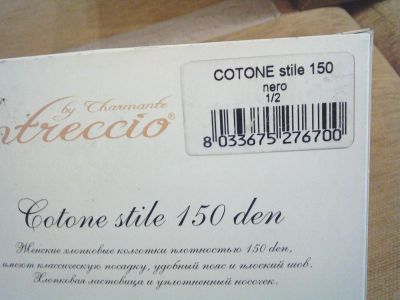 COTONE stile 150
nero
1/2
8 033675 276700
by Charmante
ntreccio®
Cotone stile 150 den
Женские хлопковые колготки плотностью 150 den,
имеют классическую посадку, удобный пояс и плоский шов.
Хлопковая ластовица и уплотненный носочек.